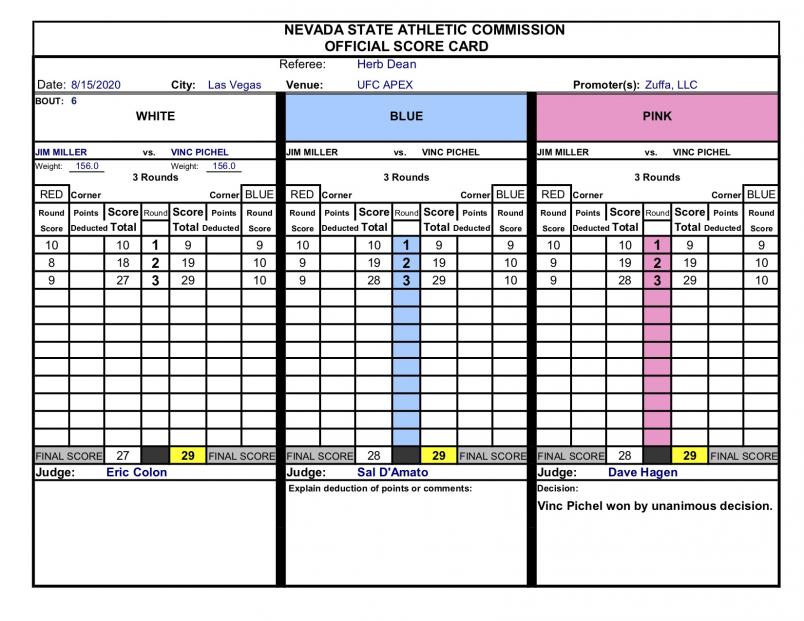 NEVADA STATE ATHLETIC COMMISSION
OFFICIAL SCORE CARD
Referee: Herb Dean
Date: 8/15/2020 City: Las Vegas Venue: UFC APEX Promoter(s): Zuffa, LLC
BOUT: 6
WHITE BLUE PINK
JIM MILLER vs. VINC PICHEL JIM MILLER vs. VINC PICHEL JIM MILLER vs. VINC PICHEL
Weight: 156.0 Weight: 156.0
3 Rounds 3 Rounds 3 Rounds
RED Corner Corner BLUE RED Corner Corner BLUE RED Corner Corner BLUE
Round Points Score Round Score Points Round Round Points Score Round Score Points Round Round Points Score Round Score Points Round
Score Deducted Total Total Deducted Score Score Deducted Total Total Deducted Score Score Deducted Total Total Deducted Score
10 10 1 9 9 10 10 1 9 9 10 10 1 9 9
8 18 2 19 10 9 19 2 19 10 9 19 2 19 10
9 27 3 29 10 9 28 3 29 10 9 28 3 29 10
FINAL SCORE 27 29 FINAL SCORE FINAL SCORE 28 29 FINAL SCORE FINAL SCORE 28 29 FINAL SCORE
Judge: Eric Colon Judge: Sal D'Amato Judge: Dave Hagen
Explain deduction of points or comments: Decision:
Vinc Pichel won by unanimous decision.